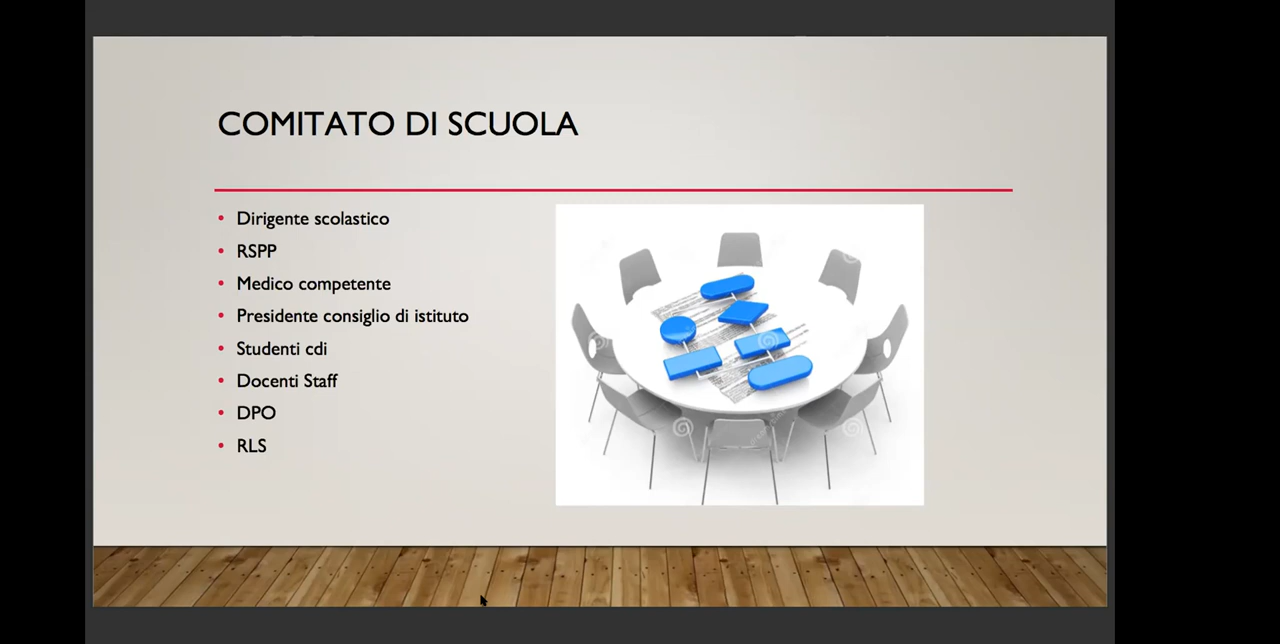 COMITATO DI SCUOLA
• Dirigente scolastico
• RSPP
• Medico competente
• Presidente consiglio di istituto
• Studenti cdi
• Docenti Staff
• DPO
• RLS